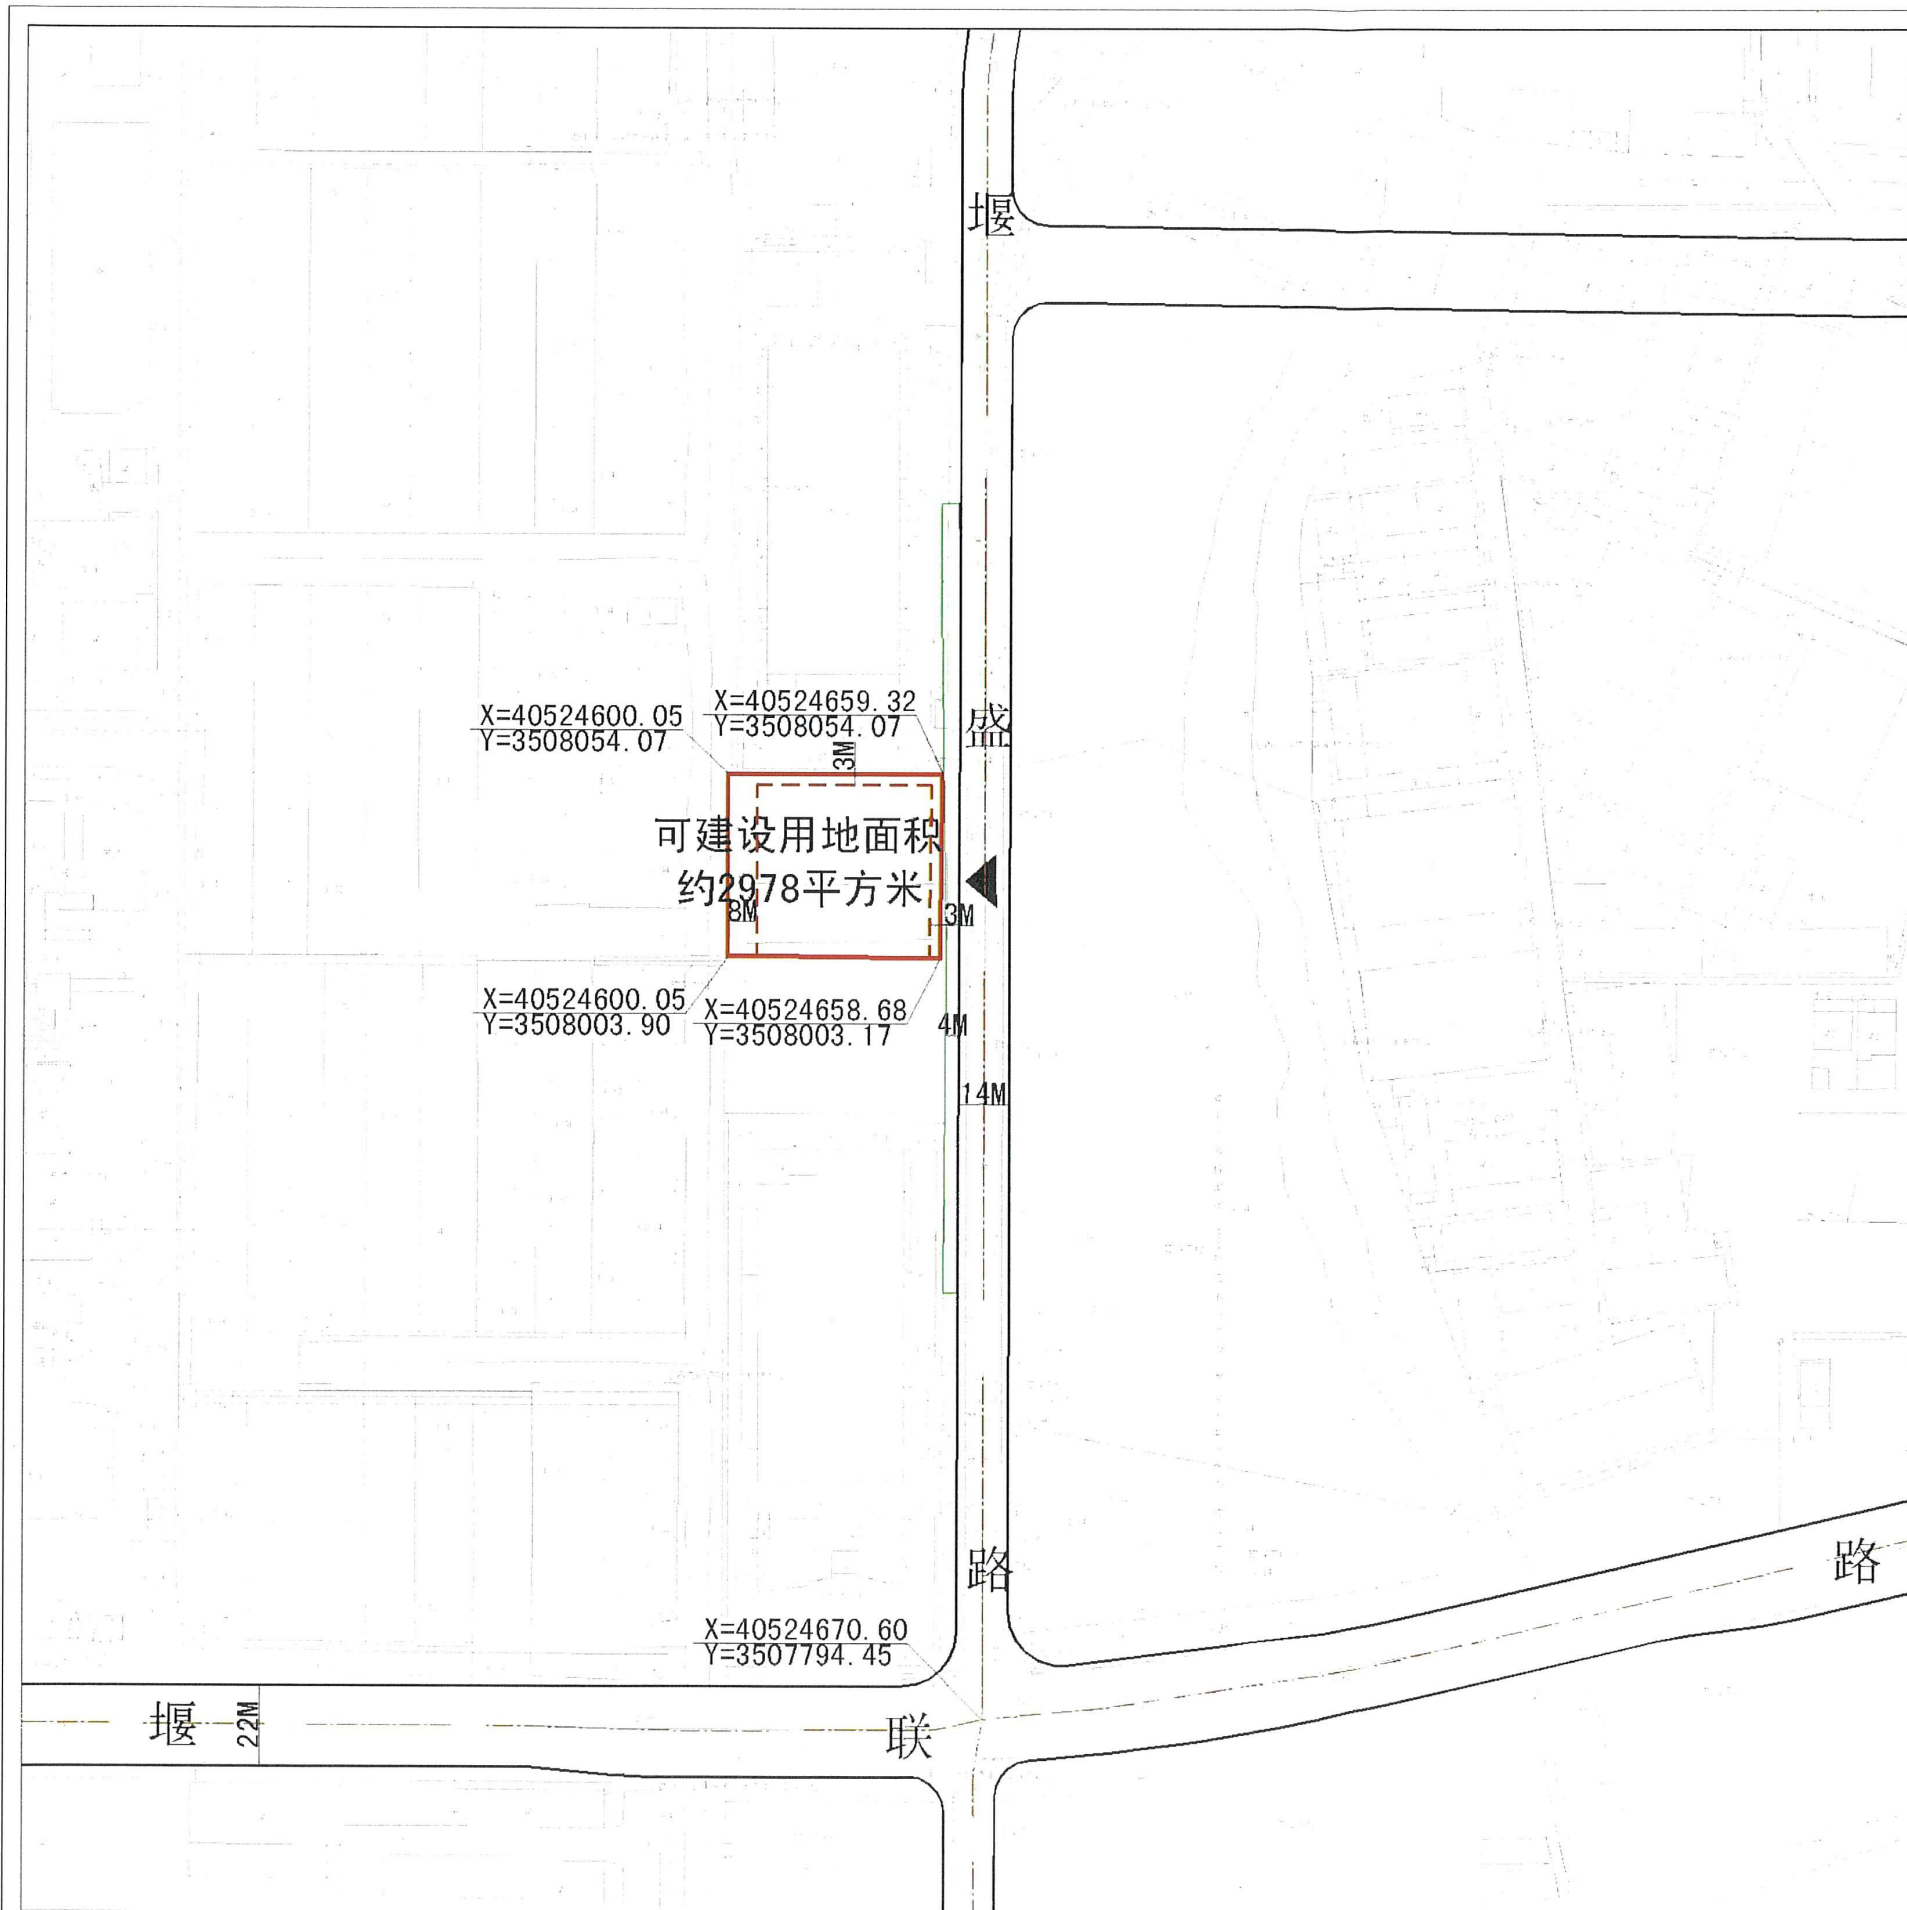 堰
盛
路
X=40524600.05
Y=3508054.07
X=40524659.32
Y=3508054.07
3M
可建设用地面积
约2978平方米
8M
3M
X=40524600.05
Y=3508003.90
X=40524658.68
Y=3508003.17
4M
14M
X=40524670.60
Y=3507794.45
堰
22M
联
路